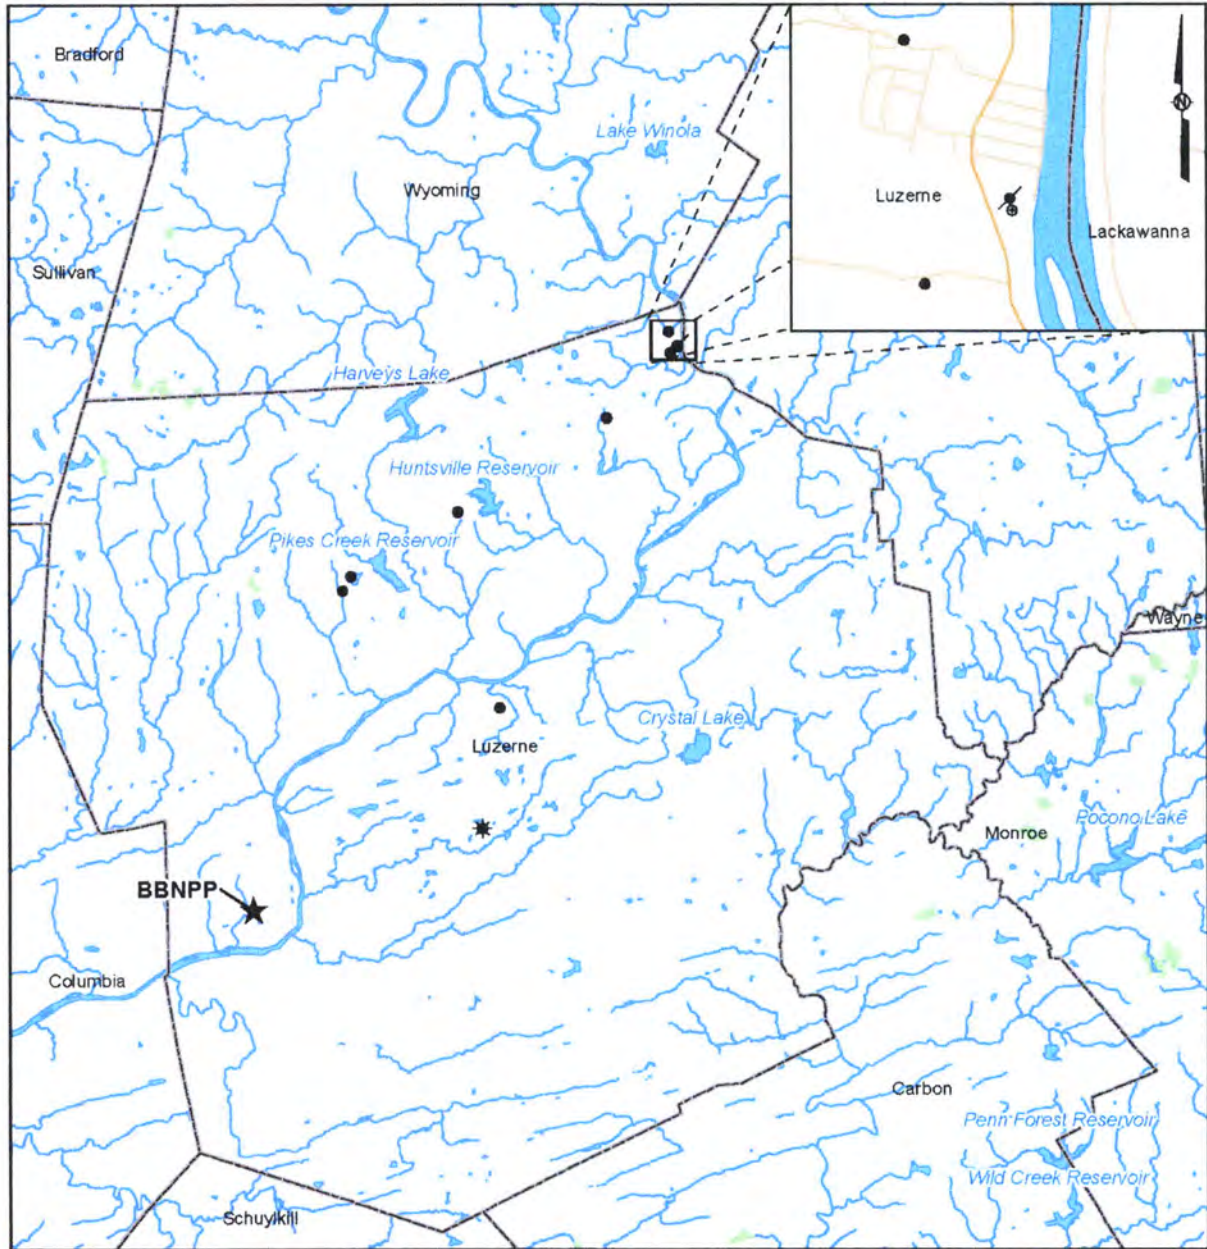 Bradford
Lake Winola
N
Wyoming
Luzerne
Lackawanna
Sullivan
Harveys Lake
Huntsville Reservoir
Pikes Creek Reservoir
Wayne
Crystal Lake
Luzerne
Pocono Lake
Monroe
BBNPP
Columbia
Carbon
Penn Forest Reservoir
Wild Creek Reservoir
Schuylkill